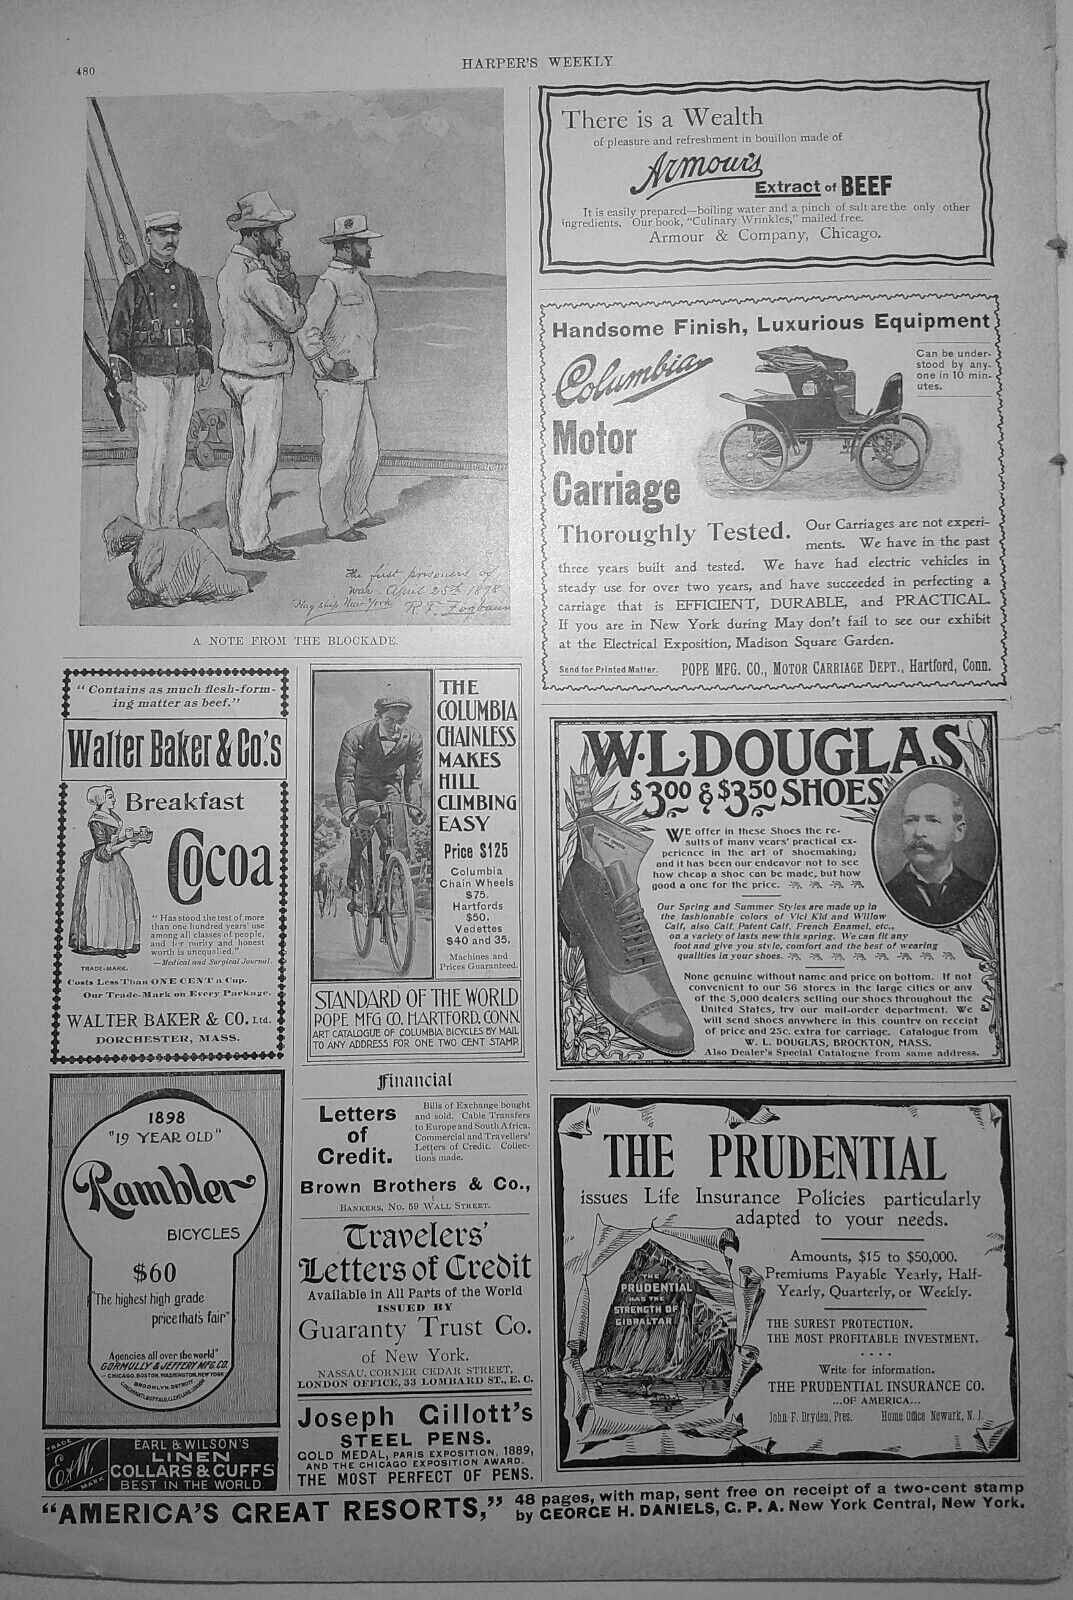 480
HARPER'S WEEKLY
The first prisoners of
war. April 25th 1898
Flag ship New York R. F. Zogbaum
A NOTE FROM THE BLOCKADE.
There is a Wealth
of pleasure and refreshment in bouillon made of
Armour's
Extract of BEEF
It is easily prepared—boiling water and a pinch of salt are the only other
ingredients. Our book, "Culinary Wrinkles," mailed free.
Armour & Company, Chicago.
Handsome Finish, Luxurious Equipment
Columbia
Motor
Carriage
Can be under-
stood by any-
one in 10 min-
utes.
Thoroughly Tested. Our Carriages are not experi-
ments. We have in the past
three years built and tested. We have had electric vehicles in
steady use for over two years, and have succeeded in perfecting a
carriage that is EFFICIENT, DURABLE, and PRACTICAL.
If you are in New York during May don't fail to see our exhibit
at the Electrical Exposition, Madison Square Garden.
Send for Printed Matter. POPE MFG. CO., MOTOR CARRIAGE DEPT., Hartford, Conn.
"Contains as much flesh-form-
ing matter as beef."
Walter Baker & Co.'s
Breakfast
Cocoa
"Has stood the test of more
than one hundred years' use
among all classes of people,
and for purity and honest
worth is unequalled."
—Medical and Surgical Journal.
TRADE-MARK.
Costs Less Than ONE CENT a Cup.
Our Trade-Mark on Every Package.
WALTER BAKER & CO. Ltd.
DORCHESTER, MASS.
THE
COLUMBIA
CHAINLESS
MAKES
HILL
CLIMBING
EASY
Price $125
Columbia
Chain Wheels
$75.
Hartfords
$50.
Vedettes
$40 and 35.
Machines and
Prices Guaranteed.
STANDARD OF THE WORLD
POPE MFG CO. HARTFORD, CONN.
ART CATALOGUE OF COLUMBIA BICYCLES BY MAIL
TO ANY ADDRESS FOR ONE TWO CENT STAMP.
W·L·DOUGLAS
$3.00 & $3.50 SHOES
WE offer in these Shoes the re-
sults of many years' practical ex-
perience in the art of shoemaking;
and it has been our endeavor not to see
how cheap a shoe can be made, but how
good a one for the price.
Our Spring and Summer Styles are made up in
the fashionable colors of Vici Kid and Willow
Calf, also Calf, Patent Calf, French Enamel, etc.,
on a variety of lasts new this spring. We can fit any
foot and give you style, comfort and the best of wearing
qualities in your shoes.
None genuine without name and price on bottom. If not
convenient to our 56 stores in the large cities or any
of the 5,000 dealers selling our shoes throughout the
United States, try our mail-order department. We
will send shoes anywhere in this country on receipt
of price and 25c. extra for carriage. Catalogue from
W. L. DOUGLAS, BROCKTON, MASS.
Also Dealer's Special Catalogue from same address.
1898
"19 YEAR OLD"
Rambler
BICYCLES
$60
"The highest high grade
price thats fair"
Agencies all over the world"
GORMULLY & JEFFERY MFG. CO.
CHICAGO. BOSTON. WASHINGTON. NEW YORK
BROOKLYN. DETROIT.
CINCINNATI. BUFFALO. CLEVELAND. LONDON
TRADE
E & W
MARK
EARL & WILSON'S
LINEN
COLLARS & CUFFS
BEST IN THE WORLD
Financial
Letters
of
Credit.
Bills of Exchange bought
and sold. Cable Transfers
to Europe and South Africa.
Commercial and Travellers'
Letters of Credit. Collec-
tions made.
Brown Brothers & Co.,
BANKERS, NO. 59 WALL STREET.
Travelers'
Letters of Credit
Available in All Parts of the World
ISSUED BY
Guaranty Trust Co.
of New York.
NASSAU, CORNER CEDAR STREET,
LONDON OFFICE, 33 LOMBARD ST., E. C.
Joseph Gillott's
STEEL PENS.
GOLD MEDAL, PARIS EXPOSITION, 1889,
AND THE CHICAGO EXPOSITION AWARD.
THE MOST PERFECT OF PENS.
THE PRUDENTIAL
issues Life Insurance Policies particularly
adapted to your needs.
THE
PRUDENTIAL
HAS THE
STRENGTH OF
GIBRALTAR
Amounts, $15 to $50,000.
Premiums Payable Yearly, Half-
Yearly, Quarterly, or Weekly.
THE SUREST PROTECTION.
THE MOST PROFITABLE INVESTMENT.
Write for information.
THE PRUDENTIAL INSURANCE CO.
...OF AMERICA...
John F. Dryden, Pres. Home Office Newark, N. J.
"AMERICA'S GREAT RESORTS," 48 pages, with map, sent free on receipt of a two-cent stamp
by GEORGE H. DANIELS, G. P. A. New York Central, New York.